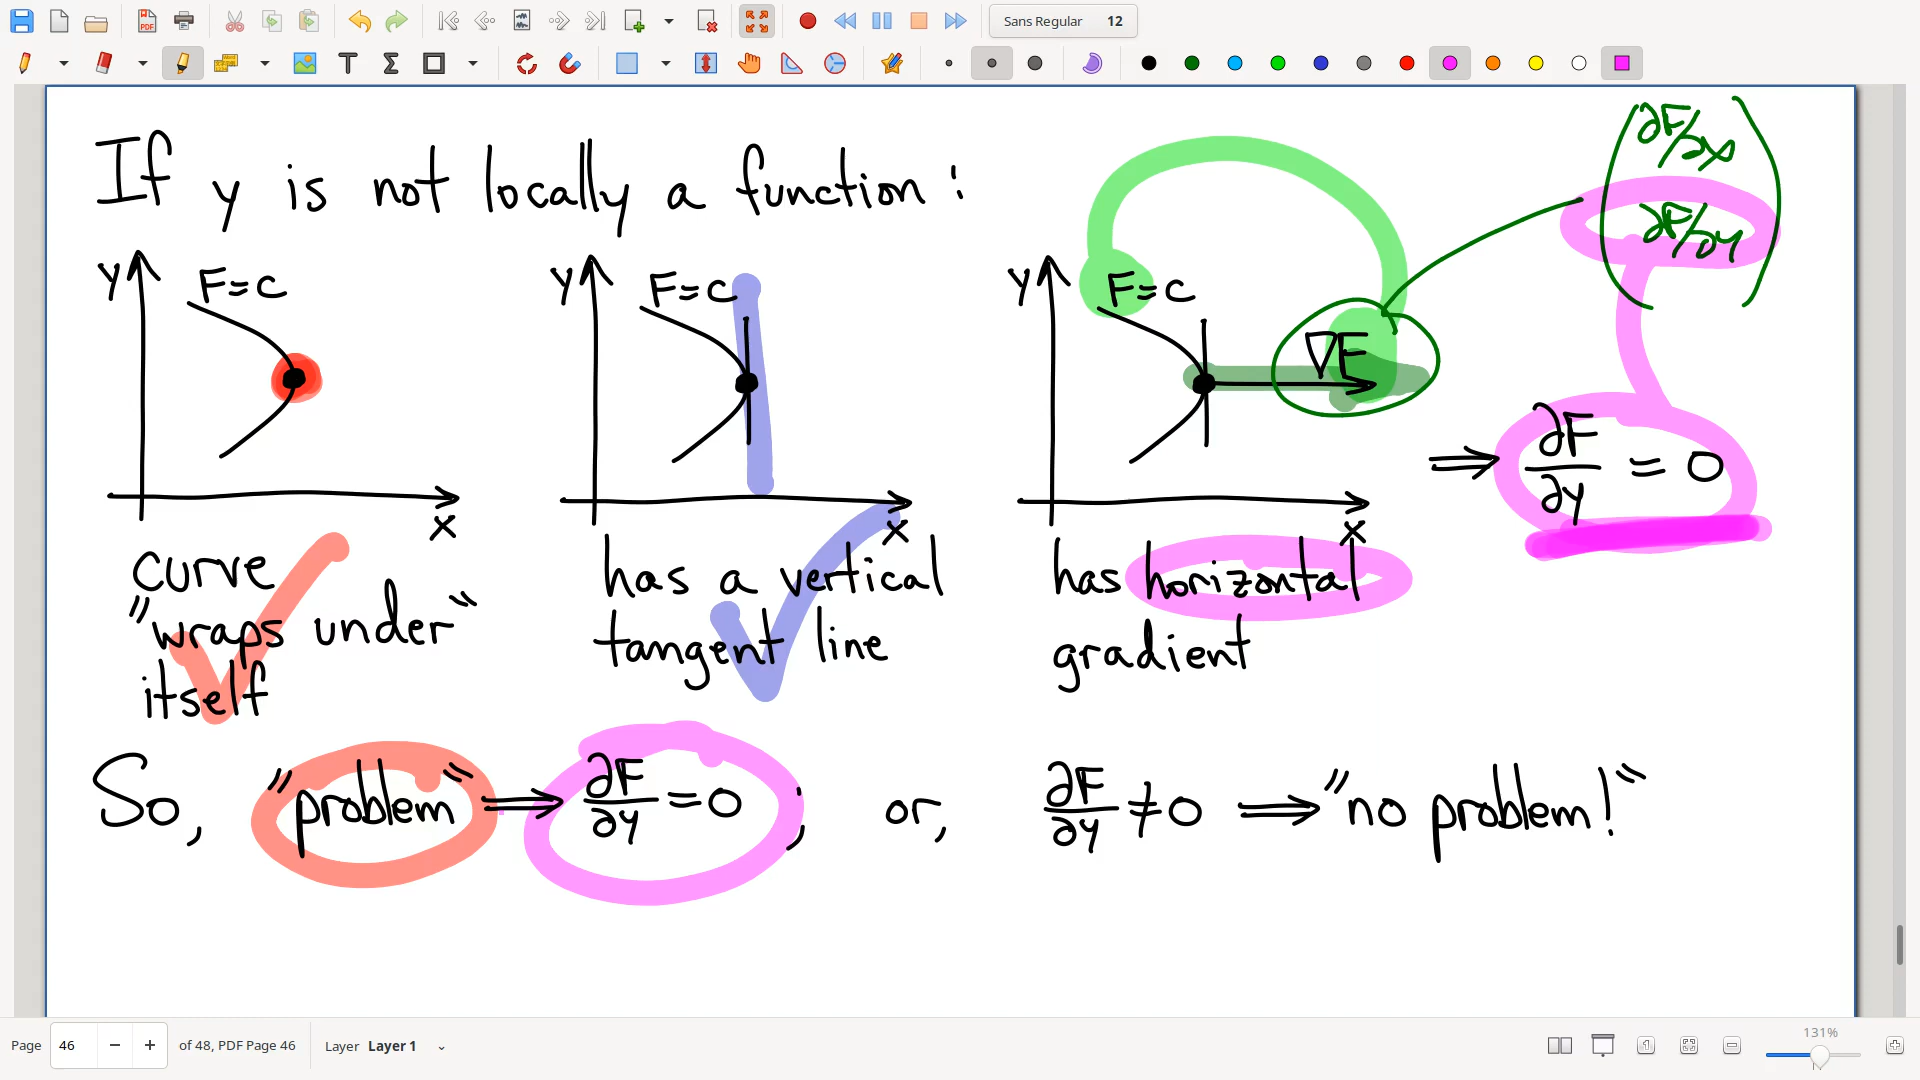 Sans Regular 12
If y is not locally a function:
∂F/∂x
∂F/∂y
y F=c
y F=c
y F=c
∇F
⟹ ∂F/∂y = 0
x
x
x
curve
"wraps under"
itself
has a vertical
tangent line
has horizontal
gradient
So, "problem" ⟹ ∂F/∂y = 0; or, ∂F/∂y ≠ 0 ⟹ "no problem!"
Page 46 of 48, PDF Page 46 Layer Layer 1 131%